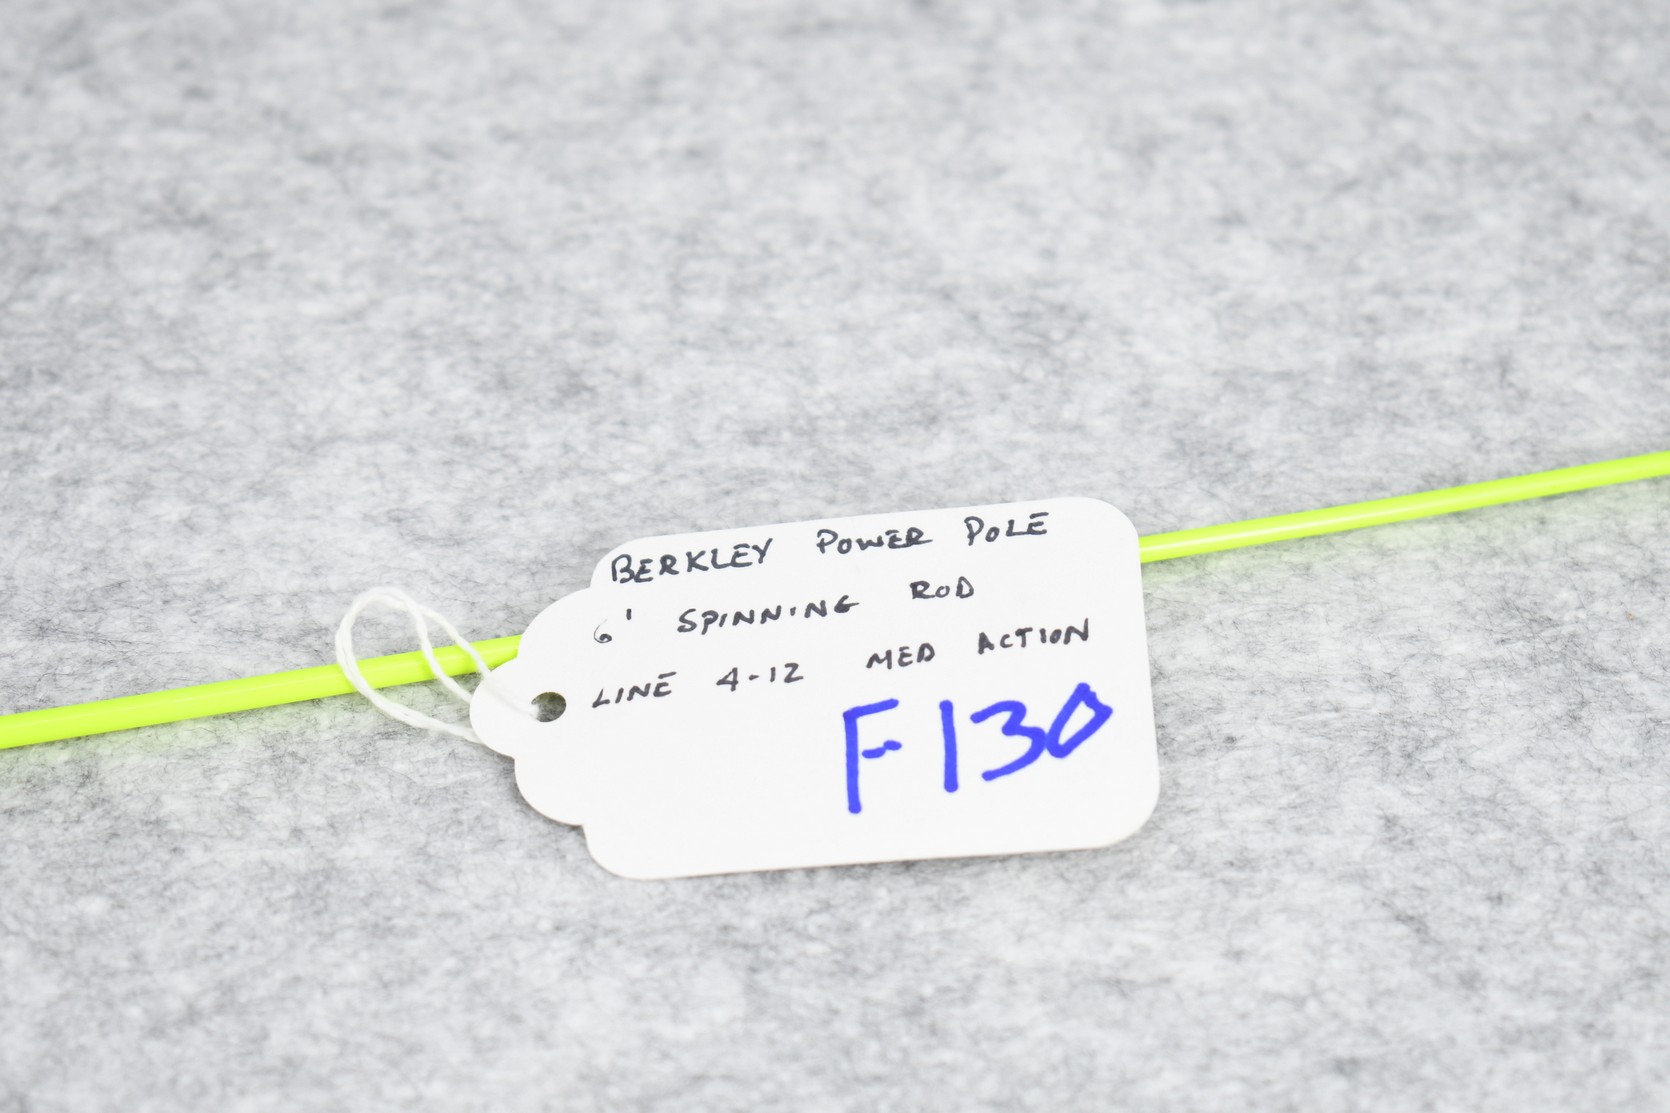 BERKLEY POWER POLE
6' SPINNING ROD
LINE 4-12 MED ACTION
F130